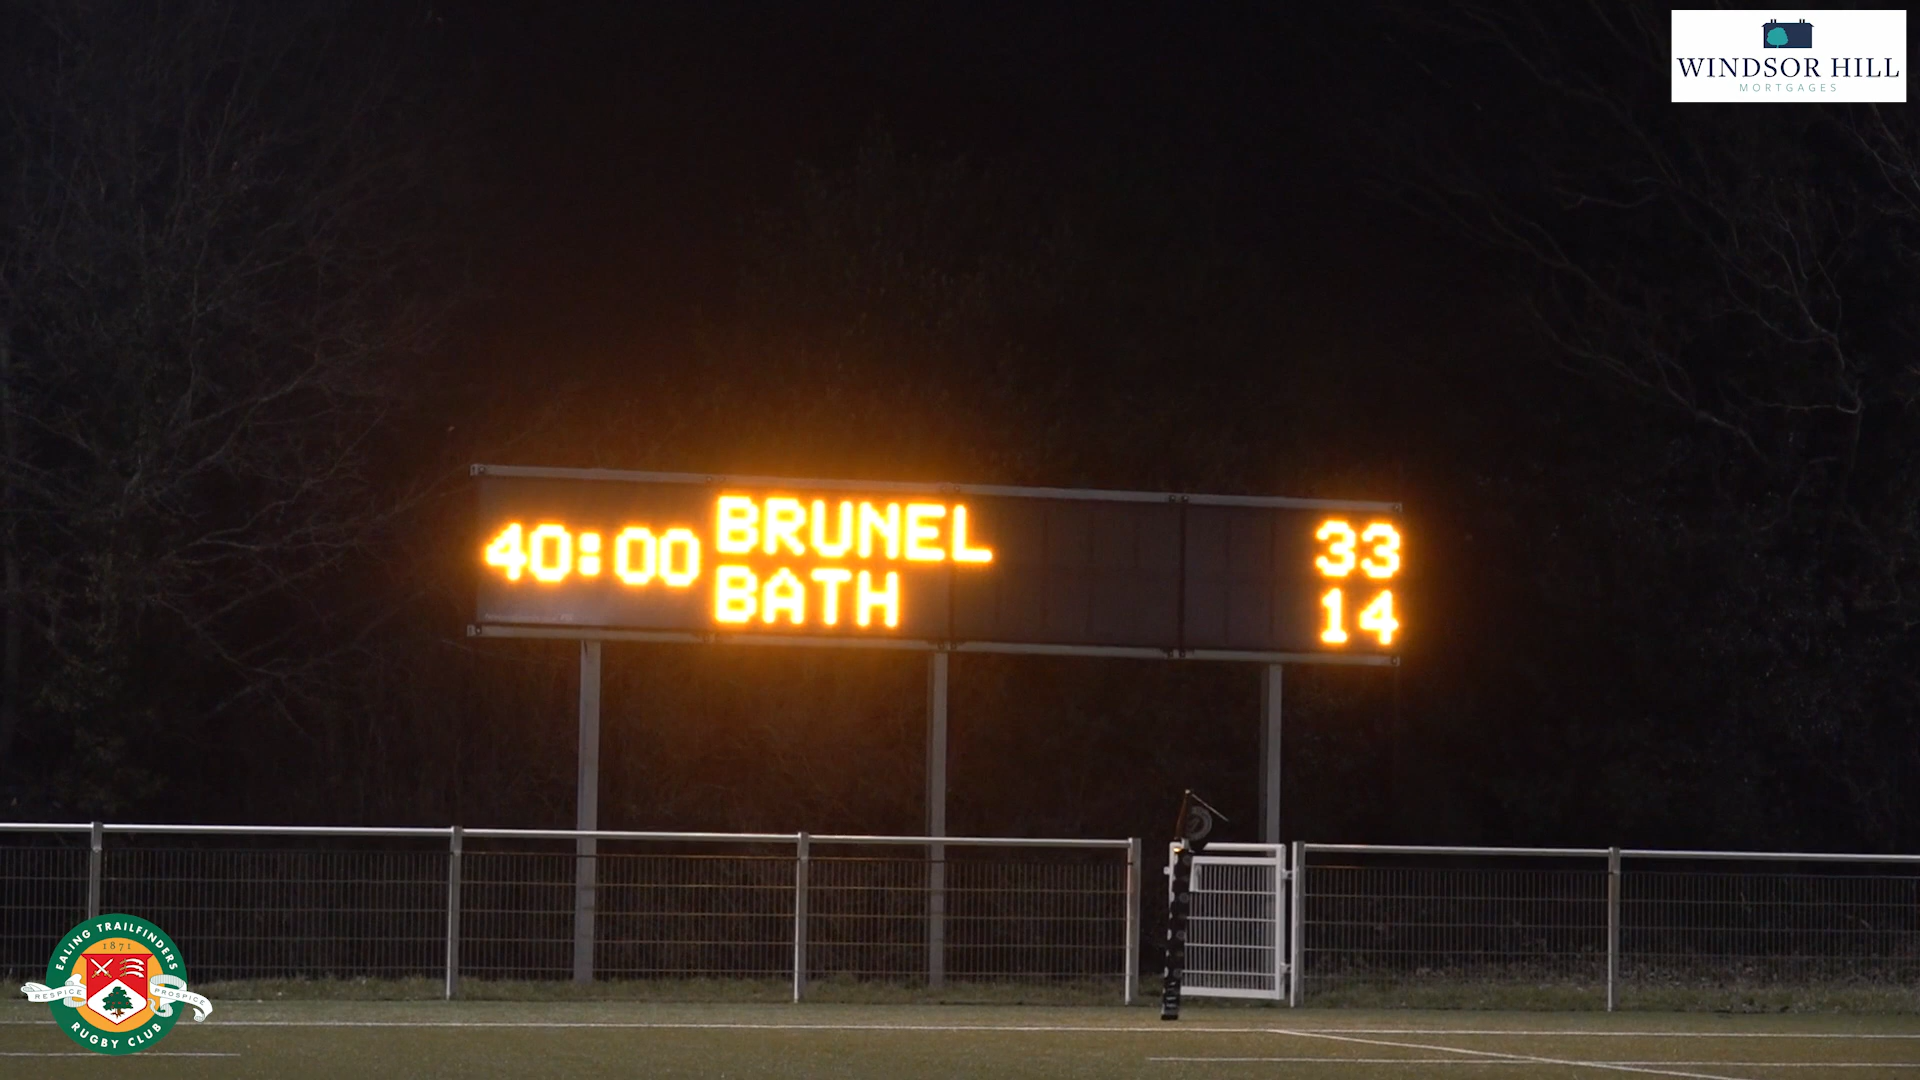 WINDSOR HILL
MORTGAGES
40:00
BRUNEL 33
BATH 14
EALING TRAILFINDERS
1871
RESPICE PROSPICE
RUGBY CLUB